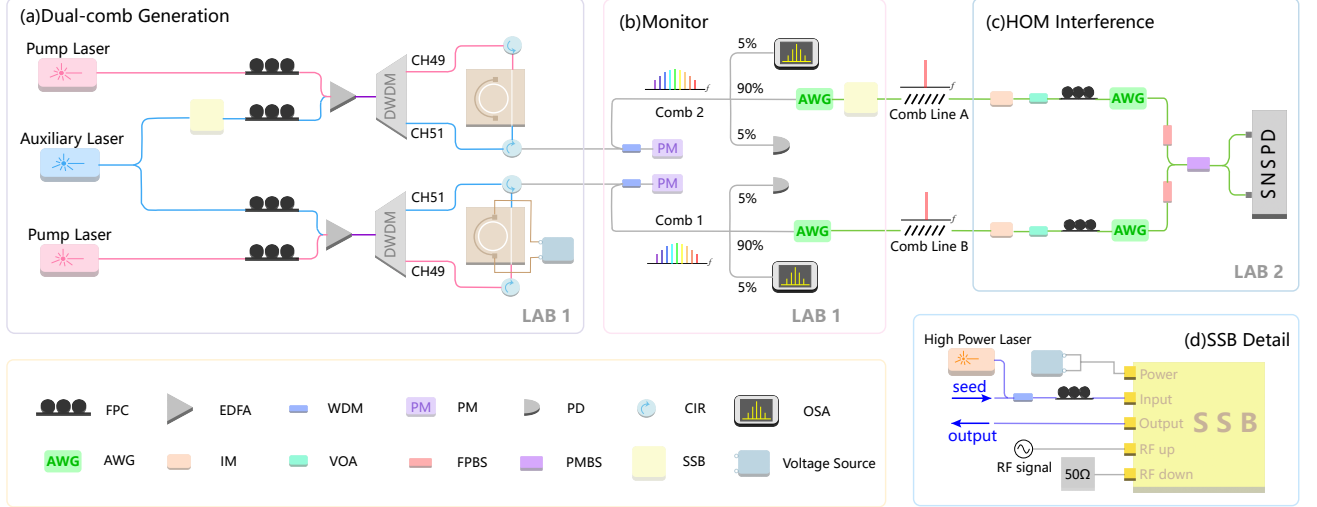 (a)Dual-comb Generation
Pump Laser
Auxiliary Laser
Pump Laser
DWDM
CH49
CH51
DWDM
CH51
CH49
LAB 1
(b)Monitor
5%
90%
5%
Comb 2
f
AWG
PM
PM
5%
Comb 1
90%
5%
f
AWG
LAB 1
f
Comb Line A
f
Comb Line B
(c)HOM Interference
AWG
AWG
SNSPD
LAB 2
(d)SSB Detail
High Power Laser
seed
output
RF signal
50Ω
Power
Input
Output
RF up
RF down
SSB
FPC
EDFA
WDM
PM
PM
PD
CIR
OSA
AWG
AWG
IM
VOA
FPBS
PMBS
SSB
Voltage Source